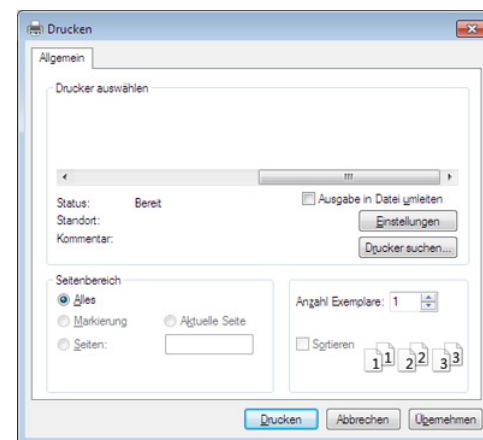 Drucken
Allgemein
Drucker auswählen
Status: Bereit
Ausgabe in Datei umleiten
Standort:
Einstellungen
Kommentar:
Drucker suchen...
Seitenbereich
Alles
Anzahl Exemplare: 1
Markierung Aktuelle Seite
Seiten:
Sortieren
1 1 2 2 3 3
Drucken Abbrechen Übernehmen